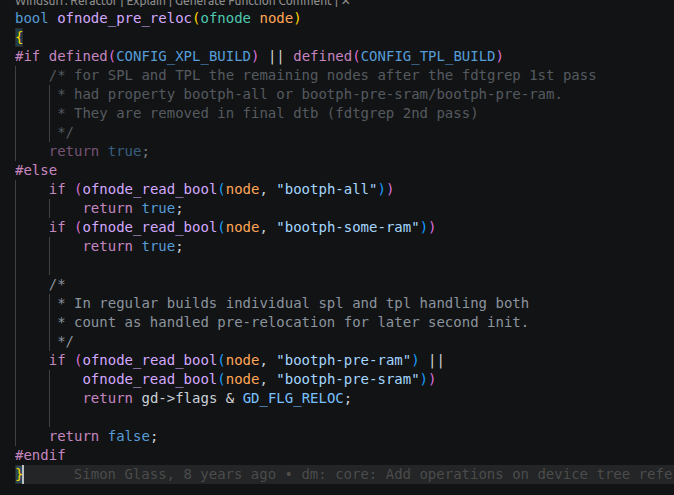 Windsurf: Refactor | Explain | Generate Function Comment | ×
bool ofnode_pre_reloc(ofnode node)
{
#if defined(CONFIG_XPL_BUILD) || defined(CONFIG_TPL_BUILD)
    /* for SPL and TPL the remaining nodes after the fdtgrep 1st pass
     * had property bootph-all or bootph-pre-sram/bootph-pre-ram.
     * They are removed in final dtb (fdtgrep 2nd pass)
     */
    return true;
#else
    if (ofnode_read_bool(node, "bootph-all"))
        return true;
    if (ofnode_read_bool(node, "bootph-some-ram"))
        return true;
    /*
     * In regular builds individual spl and tpl handling both
     * count as handled pre-relocation for later second init.
     */
    if (ofnode_read_bool(node, "bootph-pre-ram") ||
        ofnode_read_bool(node, "bootph-pre-sram"))
        return gd->flags & GD_FLG_RELOC;
    return false;
#endif
} Simon Glass, 8 years ago • dm: core: Add operations on device tree refe